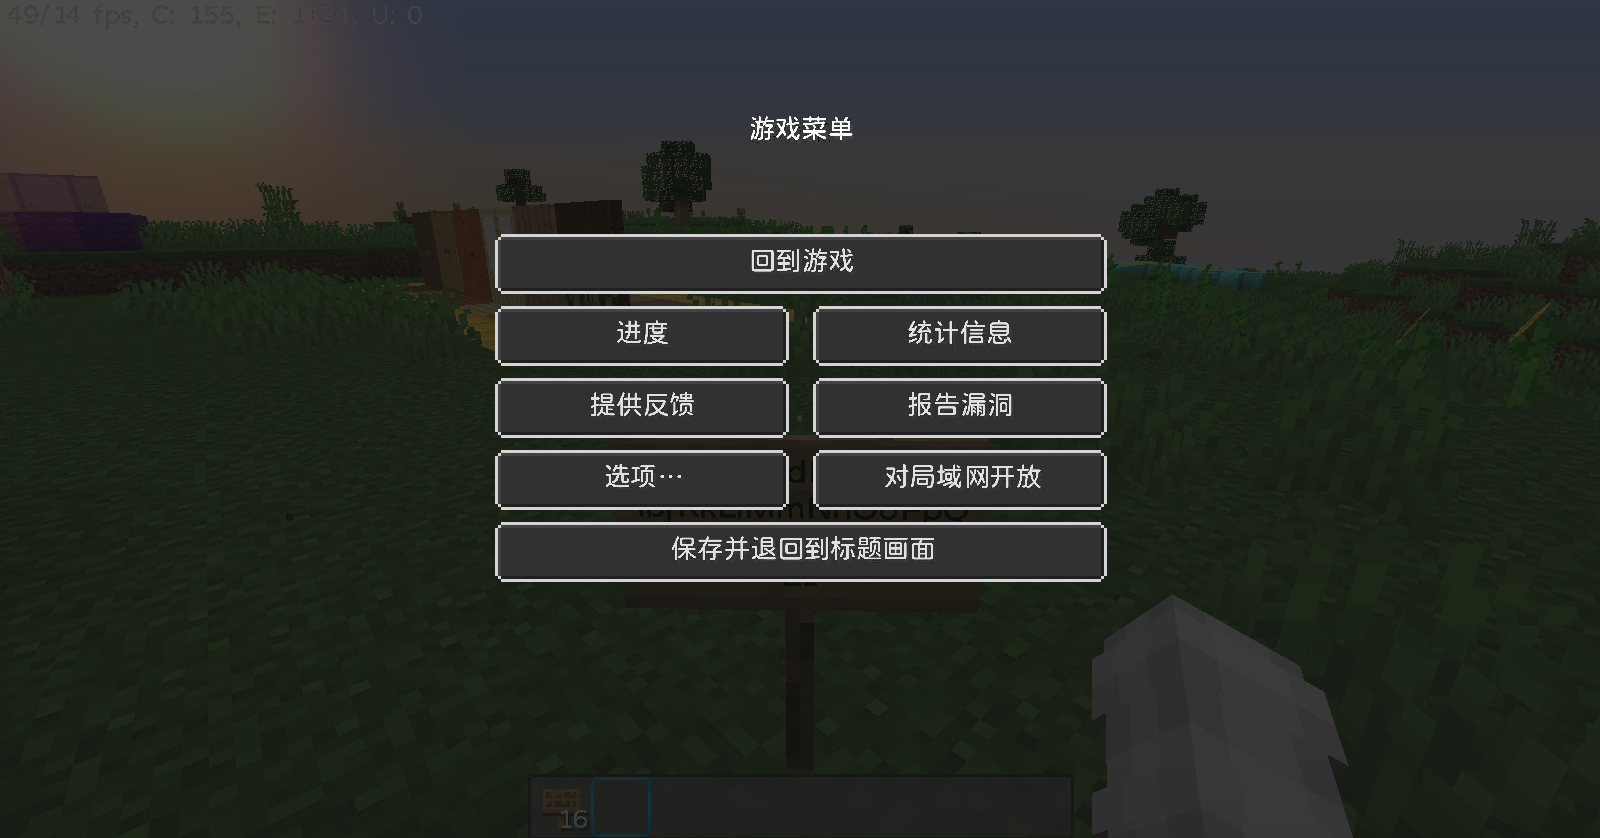 49/14 fps, C: 155, E: 1+21, U: 0
游戏菜单
回到游戏
进度
统计信息
提供反馈
报告漏洞
选项…
对局域网开放
保存并退回到标题画面
16